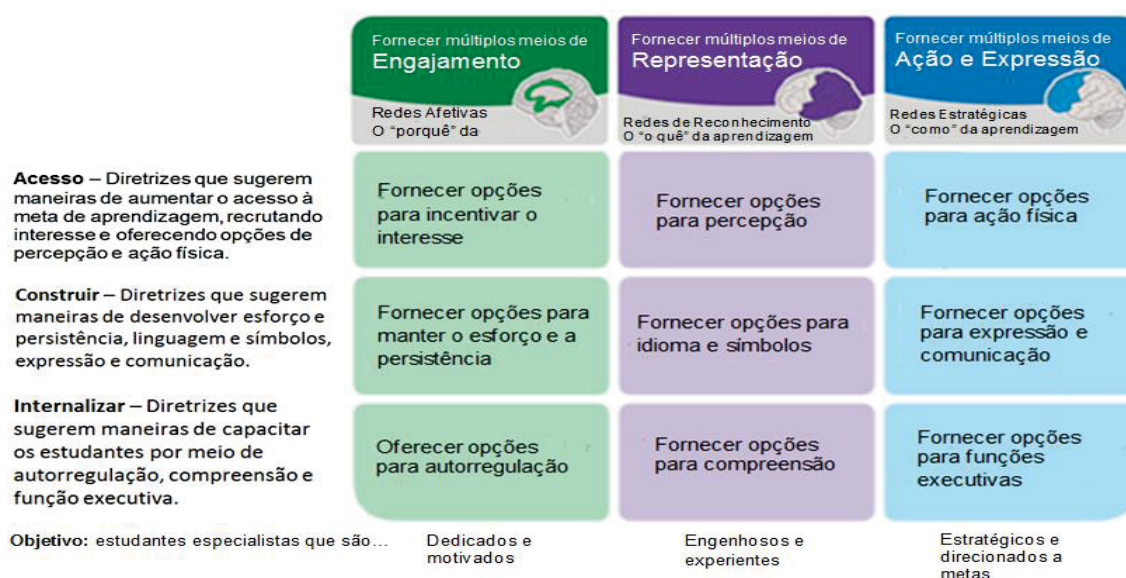 Fornecer múltiplos meios de
Engajamento
Redes Afetivas
O “porquê” da
Fornecer múltiplos meios de
Representação
Redes de Reconhecimento
O “o quê” da aprendizagem
Fornecer múltiplos meios de
Ação e Expressão
Redes Estratégicas
O “como” da aprendizagem
Acesso – Diretrizes que sugerem
maneiras de aumentar o acesso à
meta de aprendizagem, recrutando
interesse e oferecendo opções de
percepção e ação física.
Fornecer opções
para incentivar o
interesse
Fornecer opções
para percepção
Fornecer opções
para ação física
Construir – Diretrizes que sugerem
maneiras de desenvolver esforço e
persistência, linguagem e símbolos,
expressão e comunicação.
Fornecer opções para
manter o esforço e a
persistência
Fornecer opções para
idioma e símbolos
Fornecer opções
para expressão e
comunicação
Internalizar – Diretrizes que
sugerem maneiras de capacitar
os estudantes por meio de
autorregulação, compreensão e
função executiva.
Oferecer opções
para autorregulação
Fornecer opções
para compreensão
Fornecer opções
para funções
executivas
Objetivo: estudantes especialistas que são...
Dedicados e
motivados
Engenhosos e
experientes
Estratégicos e
direcionados a
metas